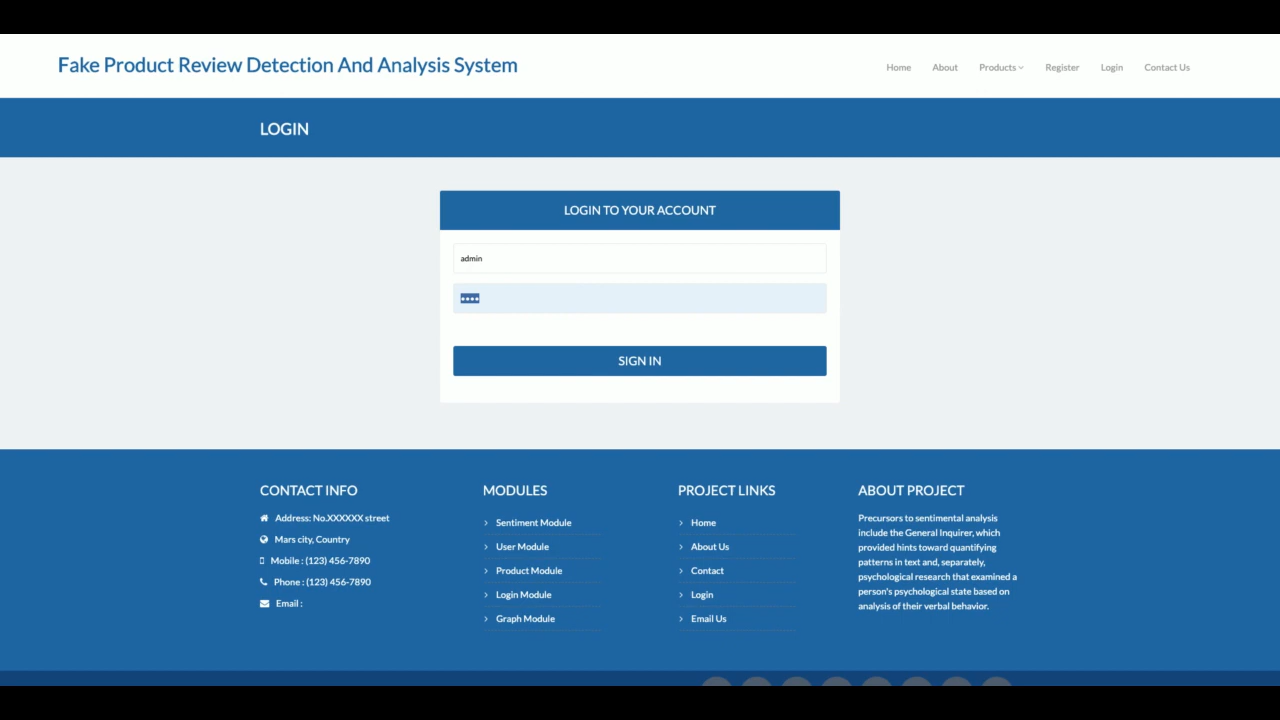 Fake Product Review Detection And Analysis System
Home About Products Register Login Contact Us
LOGIN
LOGIN TO YOUR ACCOUNT
admin
••••
SIGN IN
CONTACT INFO
Address: No.XXXXXX street
Mars city, Country
Mobile : (123) 456-7890
Phone : (123) 456-7890
Email :
MODULES
Sentiment Module
User Module
Product Module
Login Module
Graph Module
PROJECT LINKS
Home
About Us
Contact
Login
Email Us
ABOUT PROJECT
Precursors to sentimental analysis
include the General Inquirer, which
provided hints toward quantifying
patterns in text and, separately,
psychological research that examined a
person's psychological state based on
analysis of their verbal behavior.